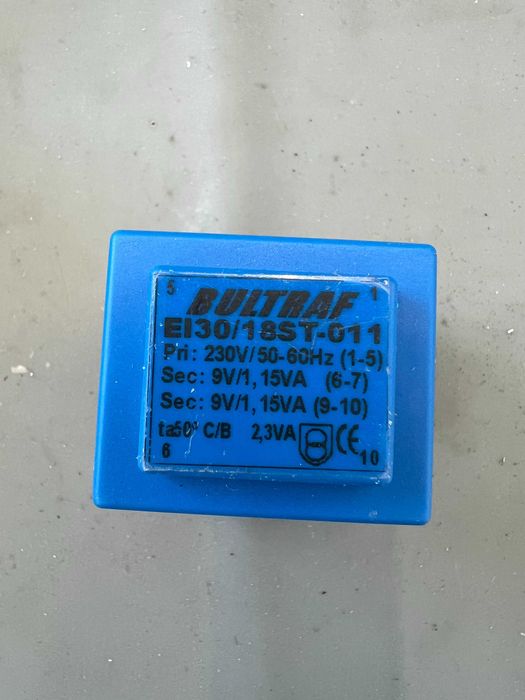 5 1
BULTRAF
EI30/18ST-011
Pri: 230V/50-60Hz (1-5)
Sec: 9V/1,15VA (6-7)
Sec: 9V/1,15VA (9-10)
ta50° C/B 2,3VA CE
6 10